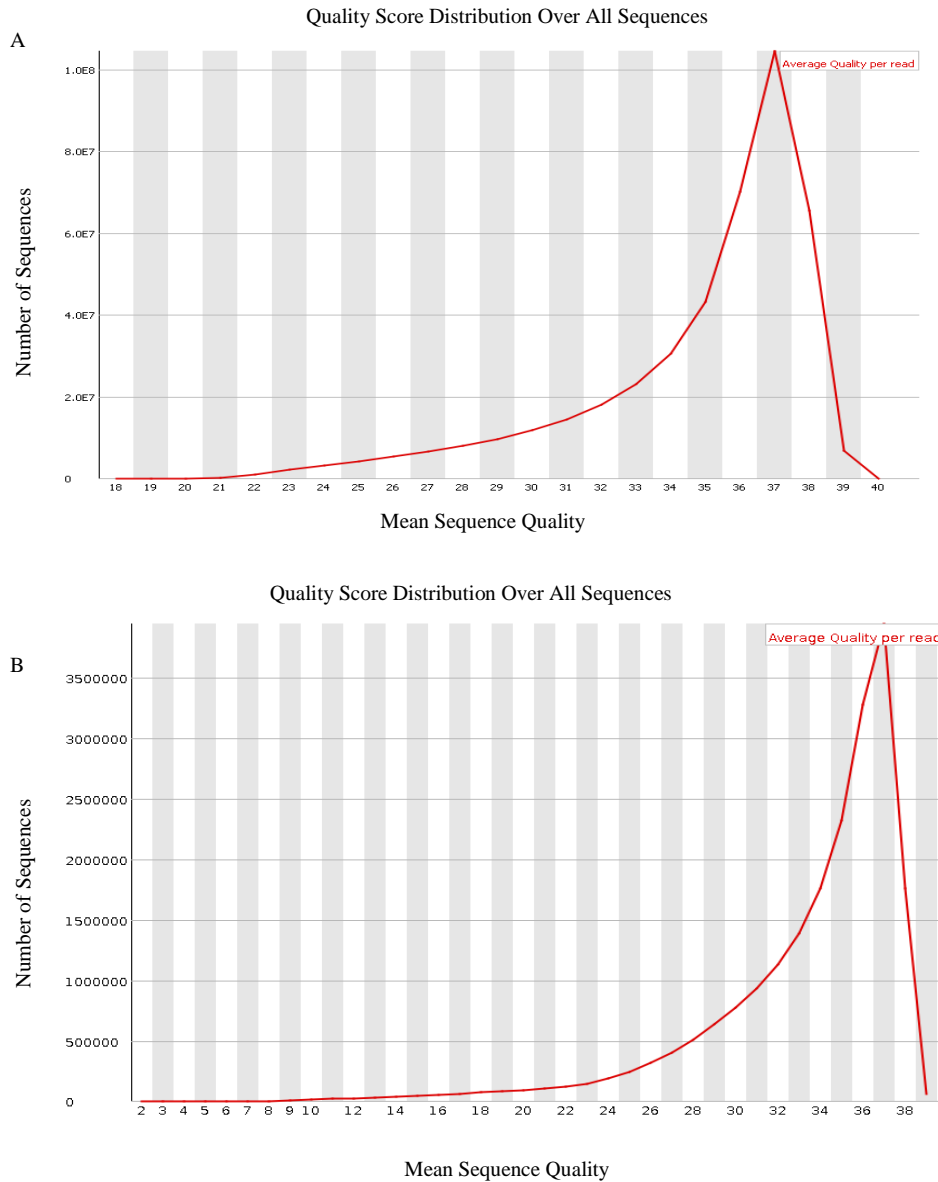 Quality Score Distribution Over All Sequences
A
Average Quality per read
1.0E8
8.0E7
6.0E7
4.0E7
2.0E7
0
Number of Sequences
18 19 20 21 22 23 24 25 26 27 28 29 30 31 32 33 34 35 36 37 38 39 40
Mean Sequence Quality
Quality Score Distribution Over All Sequences
B
Average Quality per read
3500000
3000000
2500000
2000000
1500000
1000000
500000
0
Number of Sequences
2 3 4 5 6 7 8 9 10 12 14 16 18 20 22 24 26 28 30 32 34 36 38
Mean Sequence Quality